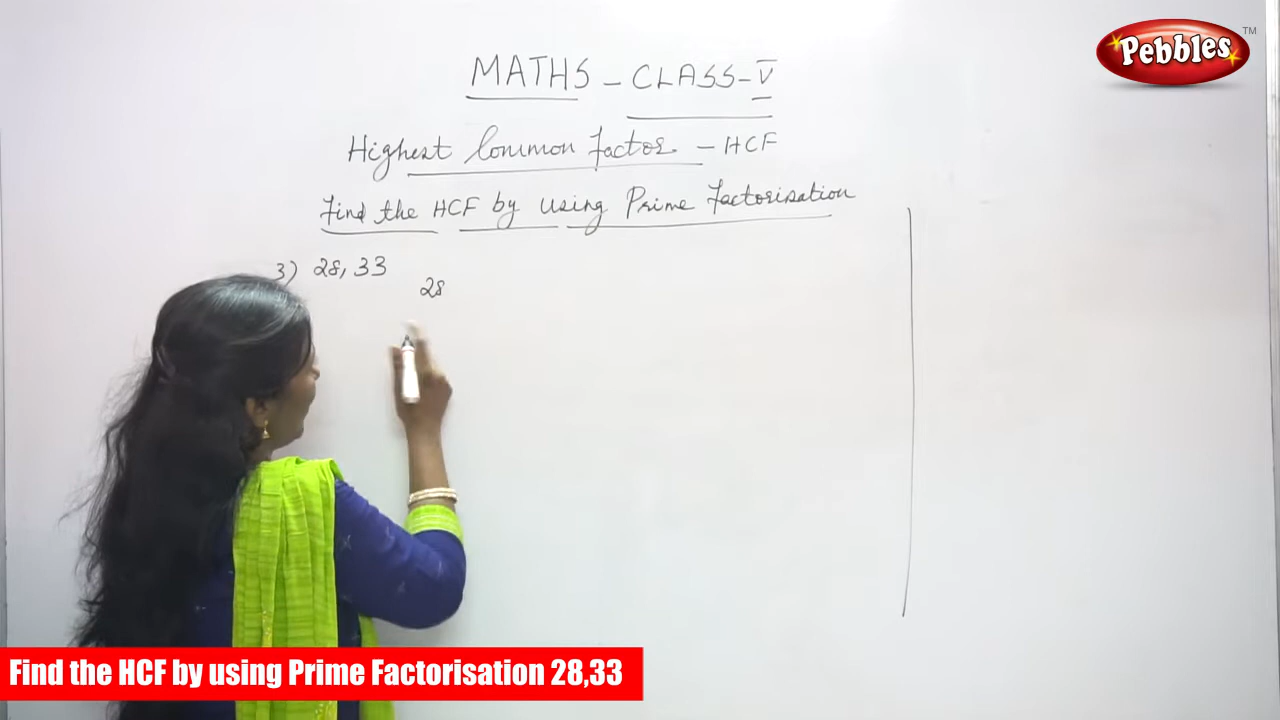 Pebbles™
MATHS - CLASS - V
Highest Common Factor - HCF
Find the HCF by using Prime Factorisation
3) 28, 33
28
Find the HCF by using Prime Factorisation 28,33